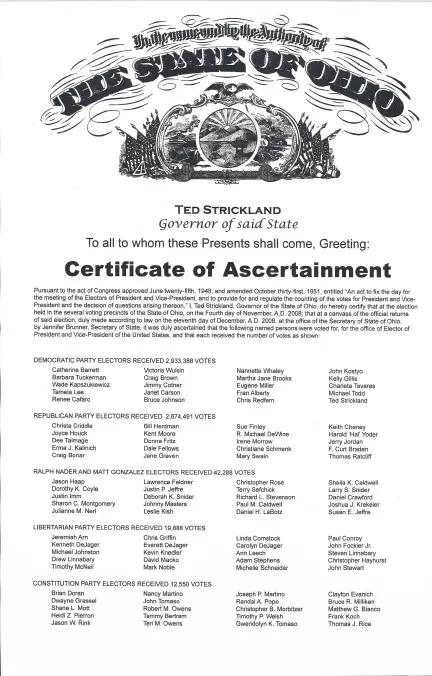 In the name and by the Authority of
THE STATE OF OHIO
TED STRICKLAND
Governor of said State
To all to whom these Presents shall come, Greeting:
Certificate of Ascertainment
Pursuant to the act of Congress approved June twenty-fifth, 1948, and amended October thirty-first, 1951, entitled "An act to fix the day for
the meeting of the Electors of President and Vice-President, and to provide for and regulate the counting of the votes for President and Vice-
President and the decision of questions arising thereon," I, Ted Strickland, Governor of the State of Ohio, do hereby certify that at the election
held in the several voting precincts of the State of Ohio, on the Fourth day of November, A.D. 2008; that at a canvass of the official returns
of said election, duly made according to law on the eleventh day of December, A.D. 2008, at the office of the Secretary of State of Ohio,
by Jennifer Brunner, Secretary of State, it was duly ascertained that the following named persons were voted for, for the office of Elector of
President and Vice-President of the United States, and that each received the number of votes as shown:
DEMOCRATIC PARTY ELECTORS RECEIVED 2,933,388 VOTES
Catherine Barrett Victoria Wulsin Nannette Whaley John Kostyo
Barbara Tuckerman Craig Brown Martha Jane Brooks Kelly Gillis
Wade Kapszukiewicz Jimmy Cotner Eugene Miller Charleta Tavares
Tamela Lee Janet Carson Fran Alberty Michael Todd
Renee Cafaro Bruce Johnson Chris Redfern Ted Strickland
REPUBLICAN PARTY ELECTORS RECEIVED 2,674,491 VOTES
Christa Criddle Bill Herdman Sue Finley Keith Cheney
Joyce Houck Kent Moore R. Michael DeWine Harold 'Hal' Yoder
Dee Talmage Donna Fritz Irene Morrow Jerry Jordan
Erma J. Kalinich Dale Fellows Christiane Schmenk F. Curt Braden
Craig Bonar Jane Graven Mary Swain Thomas Ratcliff
RALPH NADER AND MATT GONZALEZ ELECTORS RECEIVED 42,288 VOTES
Jason Haap Lawrence Feldner Christopher Rose Sheila K. Caldwell
Dorothy K. Coyle Justin P. Jeffre Terry Sefchick Larry S. Snider
Justin Imm Deborah K. Snider Richard L. Stevenson Daniel Crawford
Sharon C. Montgomery Johnny Masters Paul M. Caldwell Joshua J. Krekeler
Julianne M. Nerl Leslie Kish Daniel H. LaBotz Susan E. Jeffre
LIBERTARIAN PARTY ELECTORS RECEIVED 19,888 VOTES
Jeremiah Arn Chris Griffin Linda Comstock Paul Conroy
Kenneth DeJager Everett DeJager Carolyn DeJager John Fockler Jr.
Michael Johnston Kevin Knedler Ann Leech Steven Linnabary
Drew Linnabary David Macko Adam Stephens Christopher Hayhurst
Timothy McNeil Mark Noble Michelle Schneider John Stewart
CONSTITUTION PARTY ELECTORS RECEIVED 12,550 VOTES
Brian Doran Nancy Martino Joseph P. Martino Clayton Evanich
Dwayne Grassel John Tomaso Randal A. Pope Bruce R. Milliken
Shane L. Mott Robert M. Owens Christopher B. Morbitzer Matthew G. Bianco
Heidi Z. Pierron Tammy Bertram Timothy P. Welsh Frank Koch
Jason W. Rink Teri M. Owens Gwendolyn K. Tomaso Thomas J. Rice